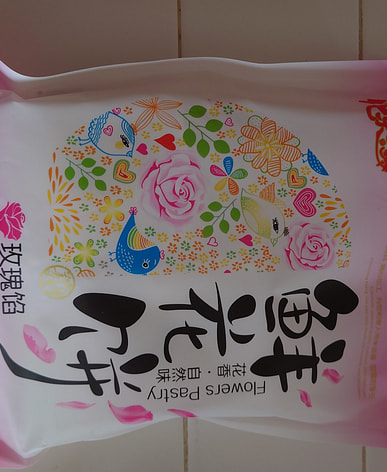 鲜花饼
Flowers Pastry
花香·自然味
玫瑰馅